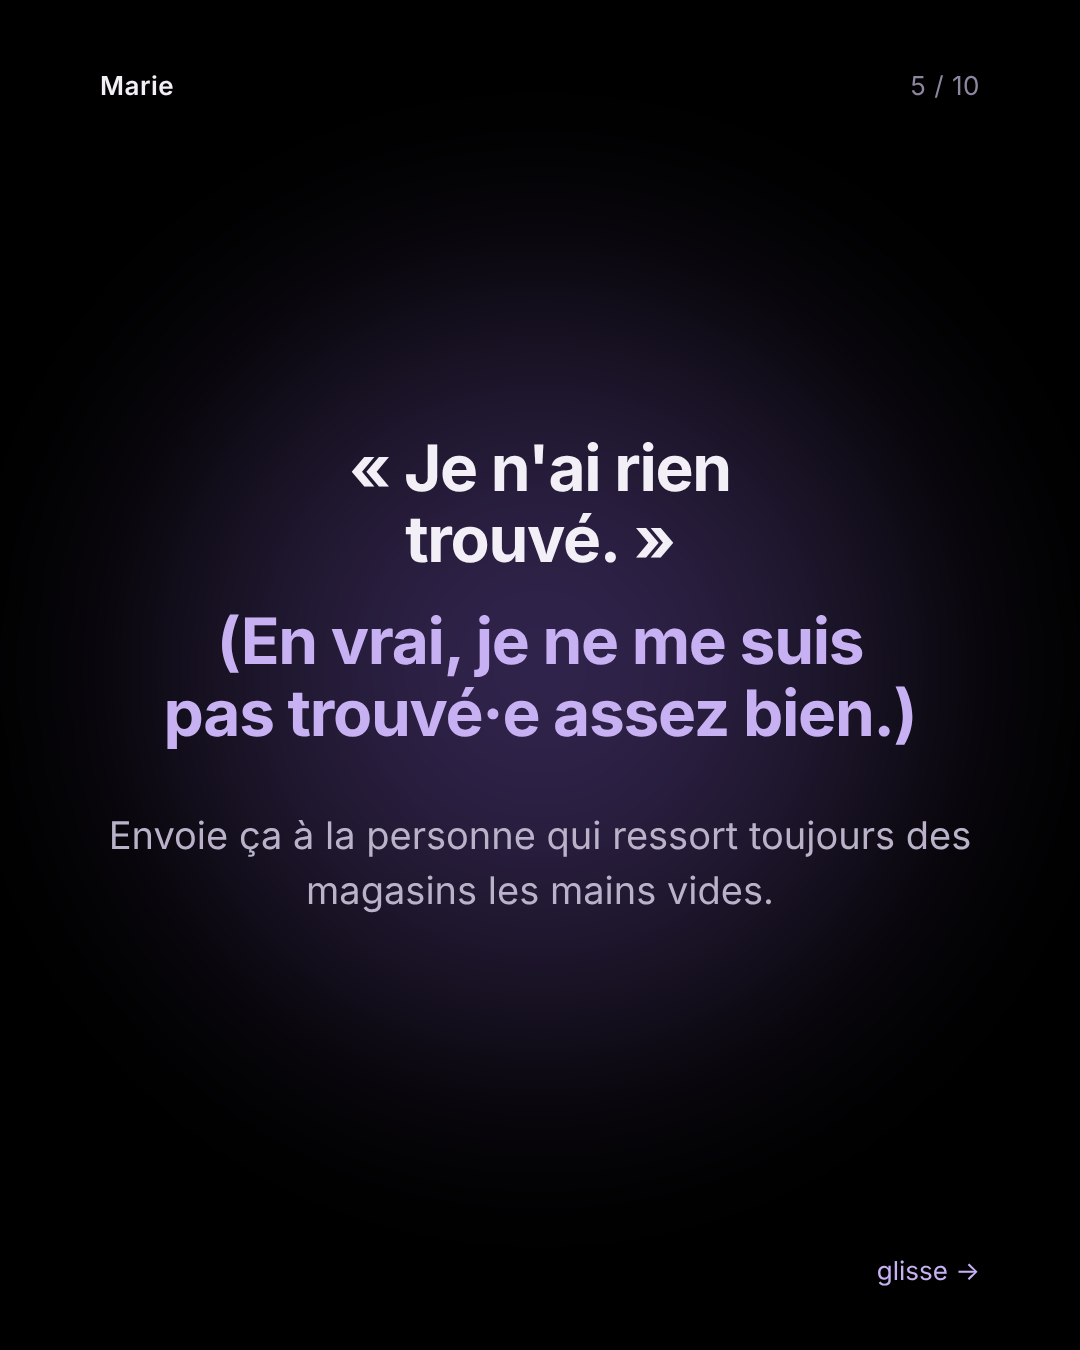 Marie
5 / 10
« Je n'ai rien
trouvé. »
(En vrai, je ne me suis
pas trouvé·e assez bien.)
Envoie ça à la personne qui ressort toujours des
magasins les mains vides.
glisse →